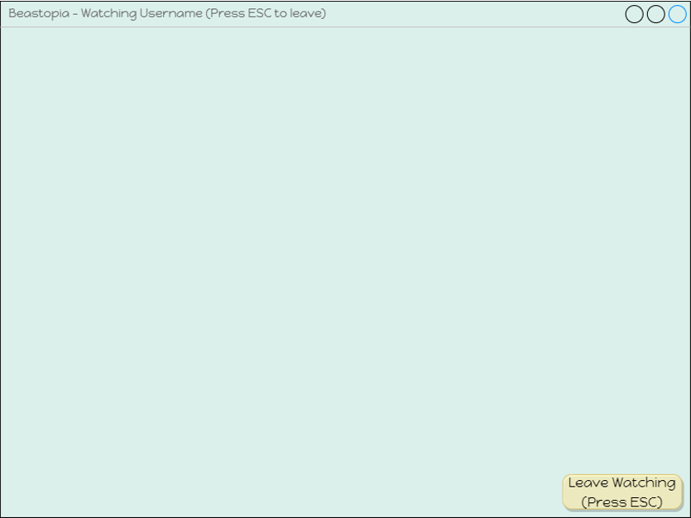 Beastopia - Watching Username (Press ESC to leave)
Leave Watching
(Press ESC)